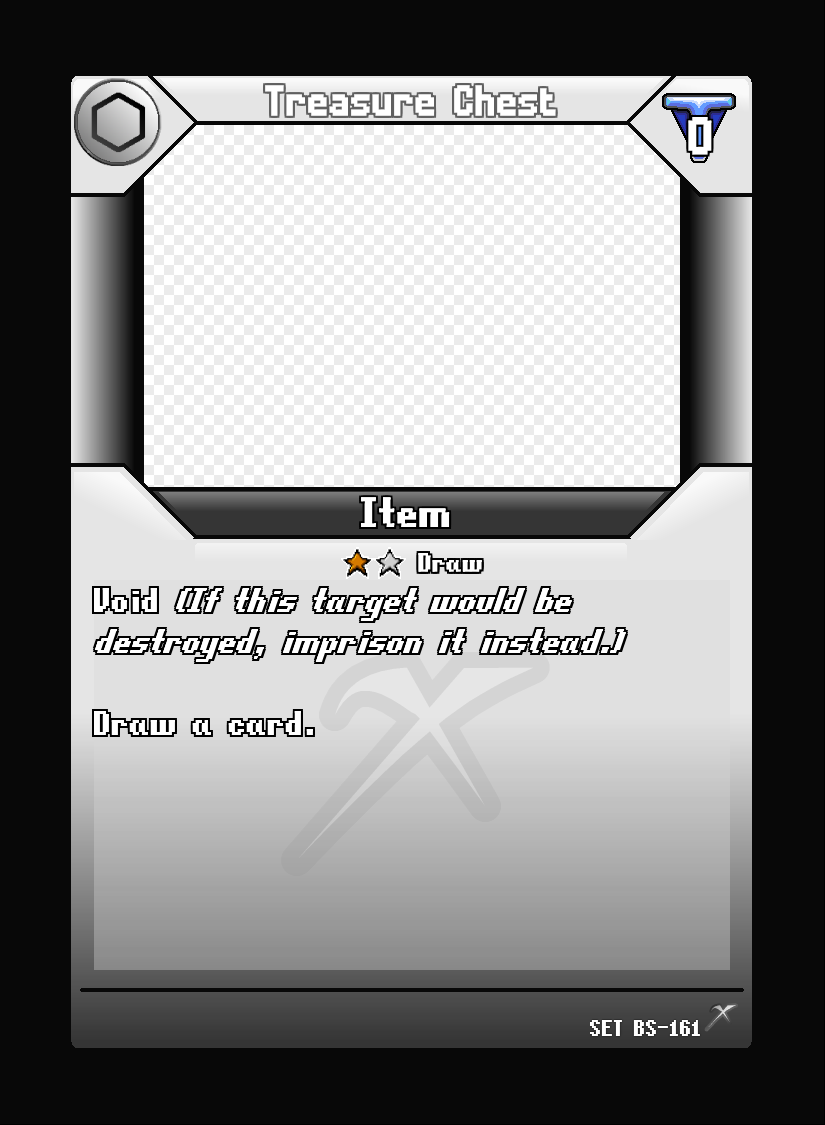 Treasure Chest
0
Item
Draw
Void (If this target would be
destroyed, imprison it instead.)
Draw a card.
SET BS-161